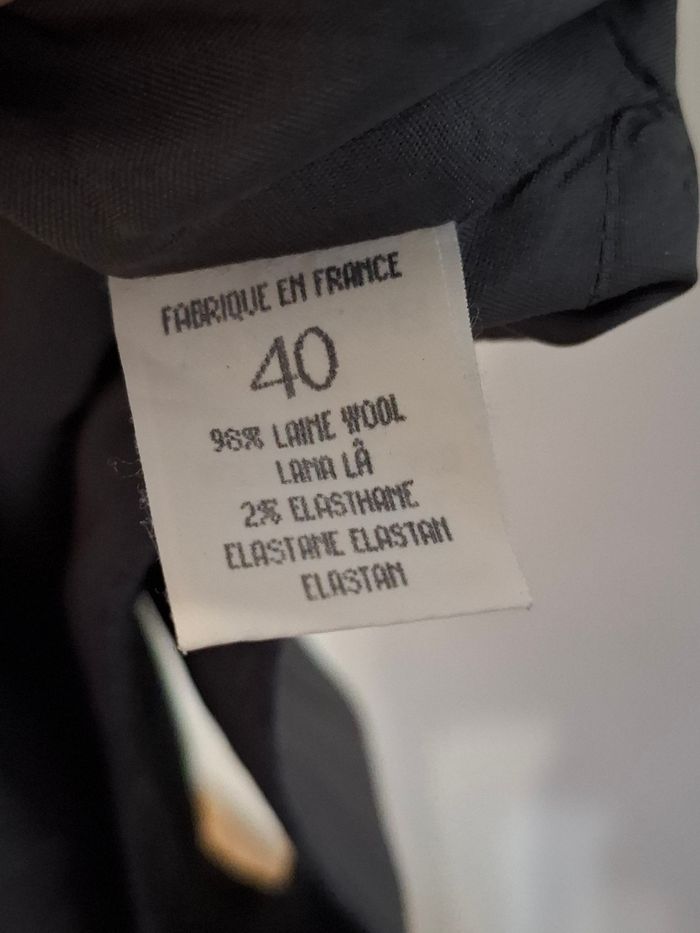 FABRIQUE EN FRANCE
40
98% LAINE WOOL
LANA LÃ
2% ELASTHANE
ELASTANE ELASTAN
ELASTAN